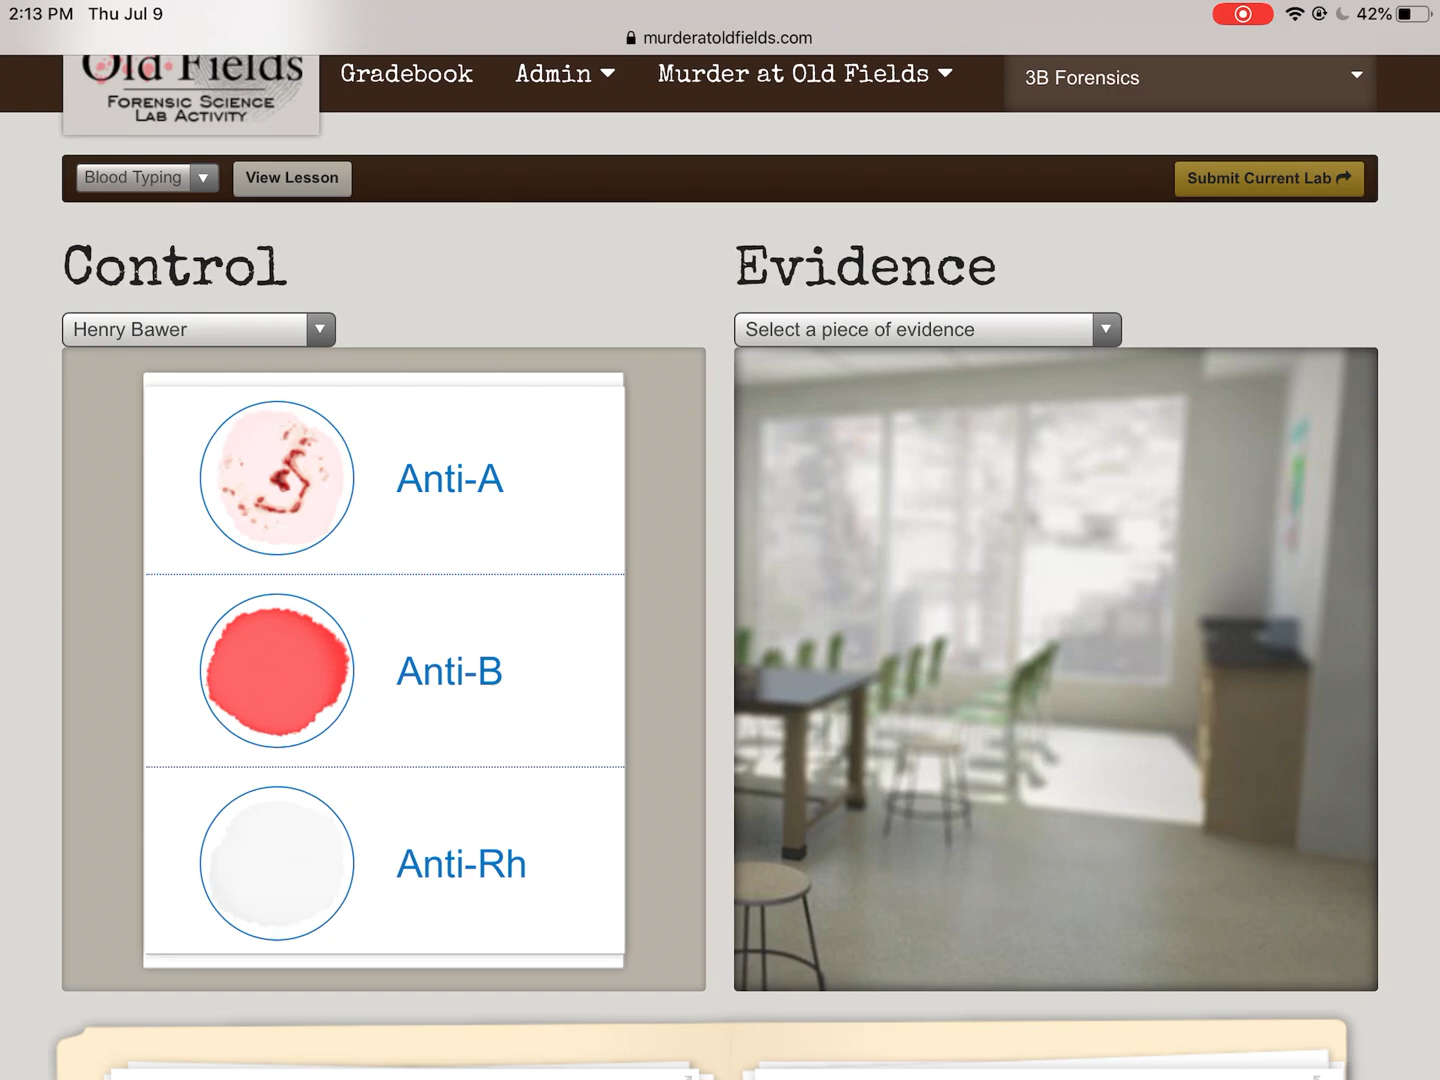 2:13 PM Thu Jul 9
42%
murderatoldfields.com
Old Fields
Forensic Science
Lab Activity
Gradebook
Admin
Murder at Old Fields
3B Forensics
Blood Typing
View Lesson
Submit Current Lab
Control
Evidence
Henry Bawer
Select a piece of evidence
Anti-A
Anti-B
Anti-Rh